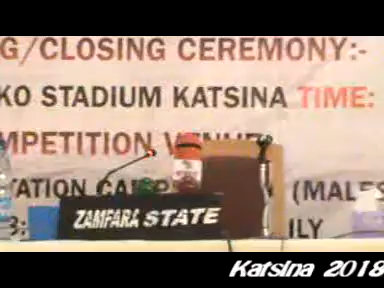 G/CLOSING CEREMONY:-
KO STADIUM KATSINA TIME:
MPETITION
TATION (MALES
ILY
ZAMFARA STATE
Katsina 2018